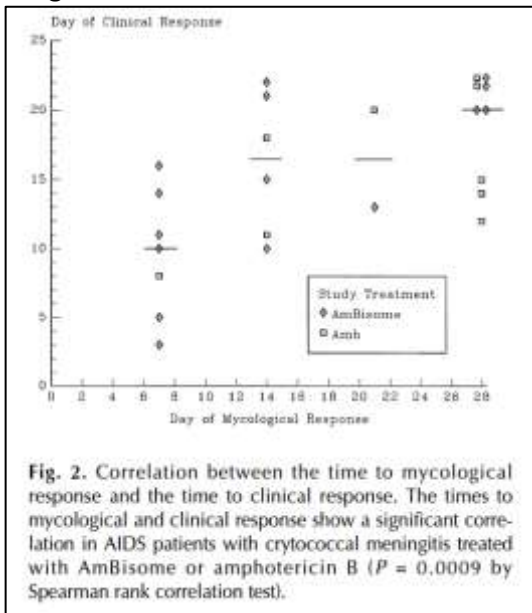 Day of Clinical Response
25
20
15
10
5
0
0 2 4 6 8 10 12 14 16 18 20 22 24 26 28
Day of Mycological Response
Study Treatment
AmBisome
Amb
Fig. 2. Correlation between the time to mycological
response and the time to clinical response. The times to
mycological and clinical response show a significant corre-
lation in AIDS patients with crytococcal meningitis treated
with AmBisome or amphotericin B (P = 0.0009 by
Spearman rank correlation test).